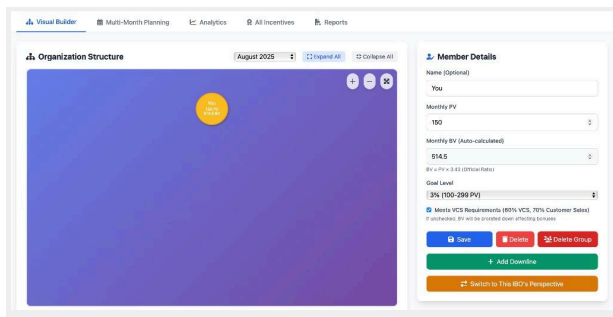 Visual Builder
Multi-Month Planning
Analytics
All Incentives
Reports
Organization Structure
August 2025
Expand All
Collapse All
You
Member Details
Name (Optional)
You
Monthly PV
150
Monthly BV (Auto-calculated)
514.5
BV = PV × 3.43 (Official Ratio)
Goal Level
3% (100-299 PV)
Meets VCS Requirements (60% VCS, 70% Customer Sales)
If unchecked, BV will be prorated down affecting bonuses
Save
Delete
Delete Group
+ Add Downline
Switch to This IBO's Perspective